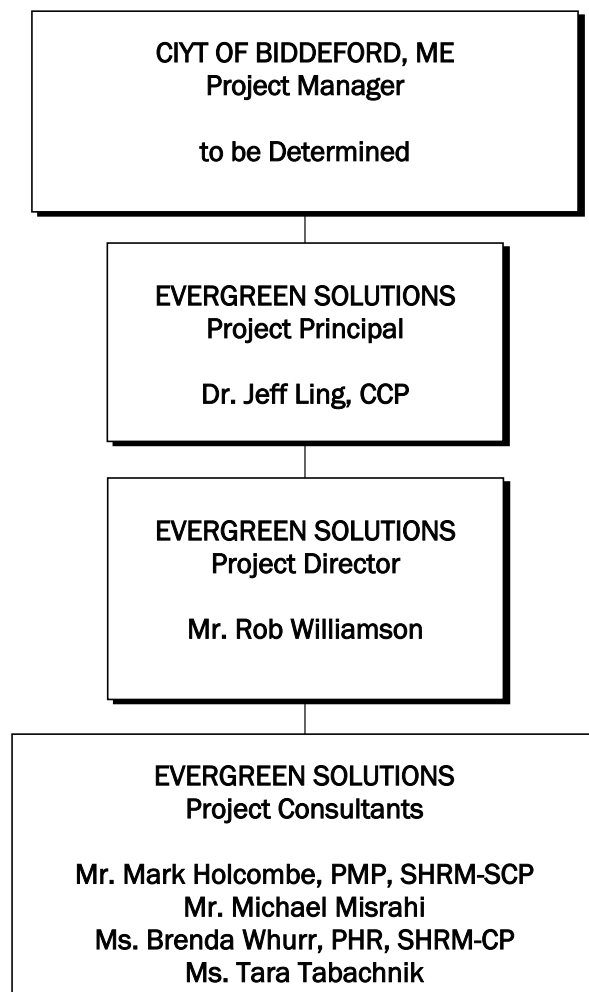 CIYT OF BIDDEFORD, ME
Project Manager
to be Determined
EVERGREEN SOLUTIONS
Project Principal
Dr. Jeff Ling, CCP
EVERGREEN SOLUTIONS
Project Director
Mr. Rob Williamson
EVERGREEN SOLUTIONS
Project Consultants
Mr. Mark Holcombe, PMP, SHRM-SCP
Mr. Michael Misrahi
Ms. Brenda Whurr, PHR, SHRM-CP
Ms. Tara Tabachnik